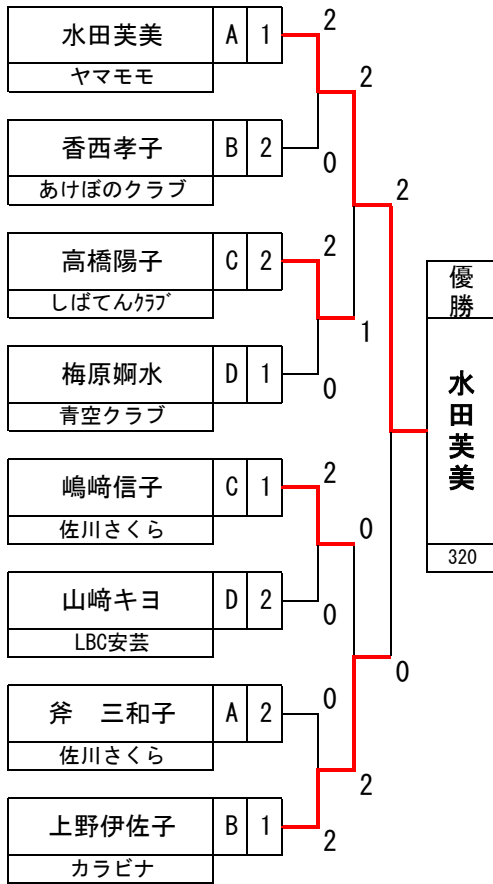 水田芙美 A 1 2
ヤマモモ
2
香西孝子 B 2 0
あけぼのクラブ
2
高橋陽子 C 2 2
しばてんｸﾗﾌﾞ
1
梅原婀水 D 1 0
青空クラブ
嶋﨑信子 C 1 2
佐川さくら
0
山﨑キヨ D 2 0
LBC安芸
0
斧　三和子 A 2 0
佐川さくら
2
上野伊佐子 B 1 2
カラビナ
優勝
水田芙美
320